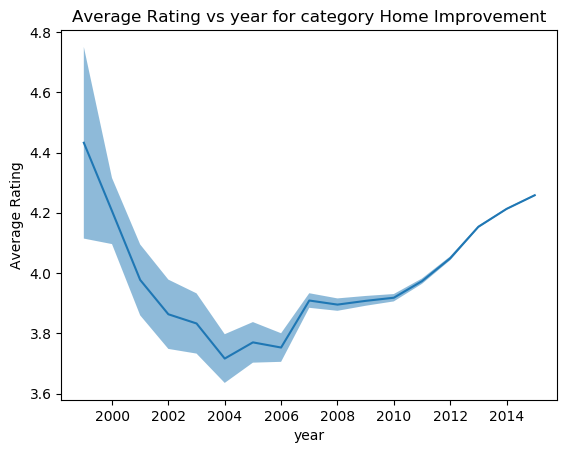 Average Rating vs year for category Home Improvement
4.8
4.6
4.4
4.2
4.0
3.8
3.6
Average Rating
2000 2002 2004 2006 2008 2010 2012 2014
year